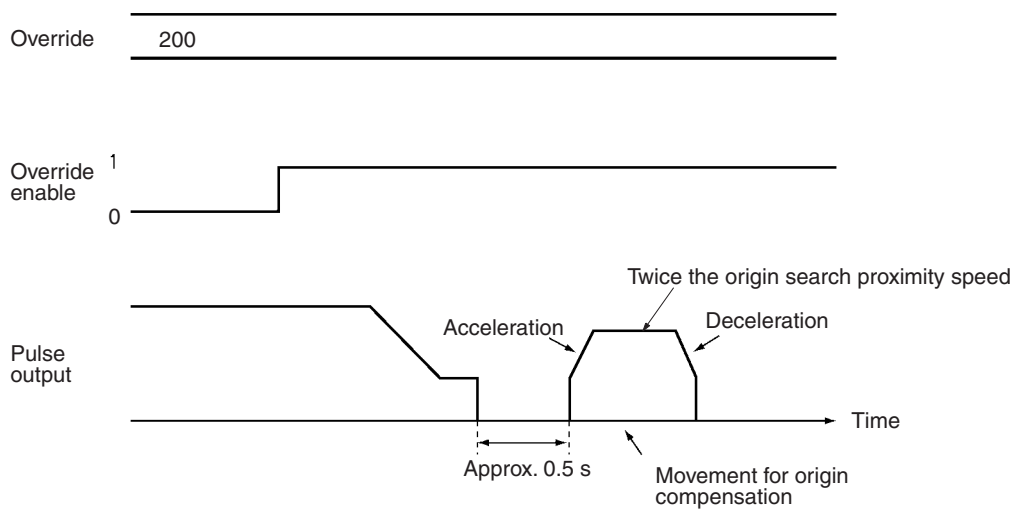 Override
200
Override
enable
1
0
Twice the origin search proximity speed
Acceleration
Deceleration
Pulse
output
Time
Approx. 0.5 s
Movement for origin
compensation